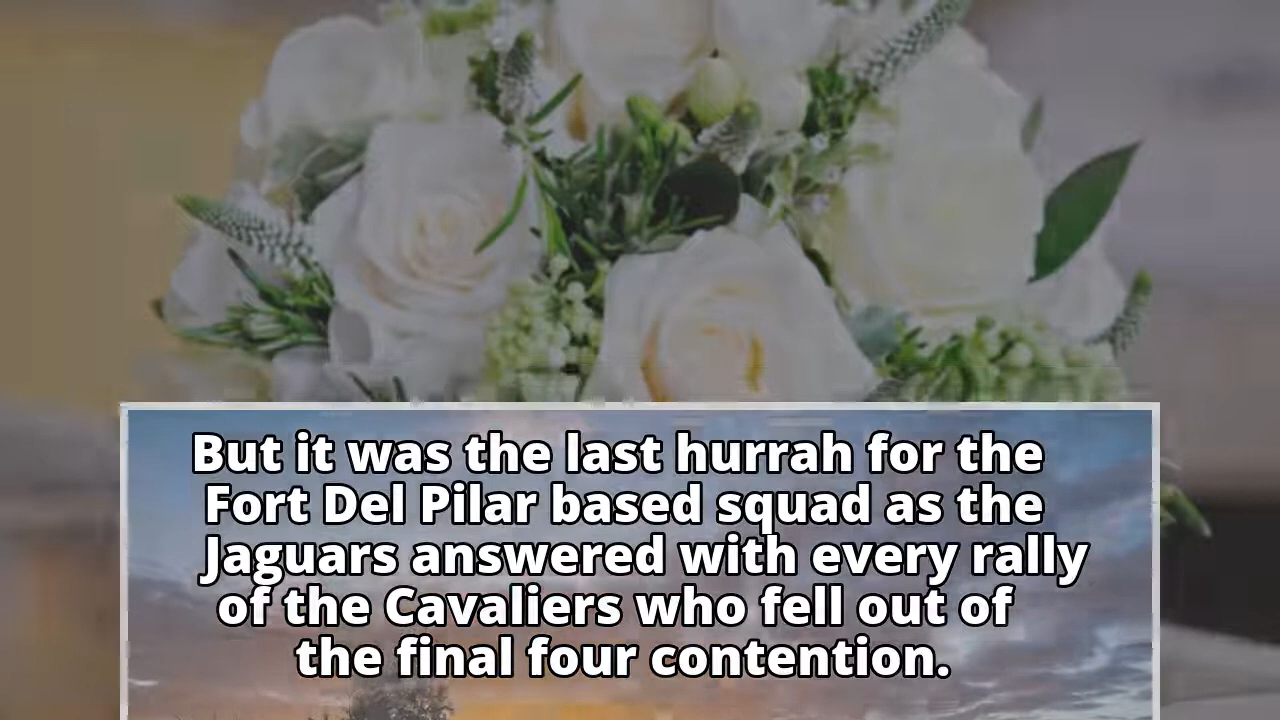 But it was the last hurrah for the
Fort Del Pilar based squad as the
Jaguars answered with every rally
of the Cavaliers who fell out of
the final four contention.